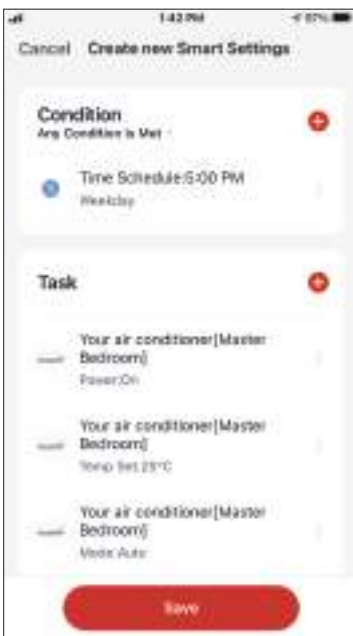 1:42 PM 87%
Cancel Create new Smart Settings
Condition
Any Condition is Met
Time Schedule:5:00 PM
Weekday
Task
Your air conditioner[Master
Bedroom]
Power:On
Your air conditioner[Master
Bedroom]
Temp Set:25°C
Your air conditioner[Master
Bedroom]
Mode:Auto
Save